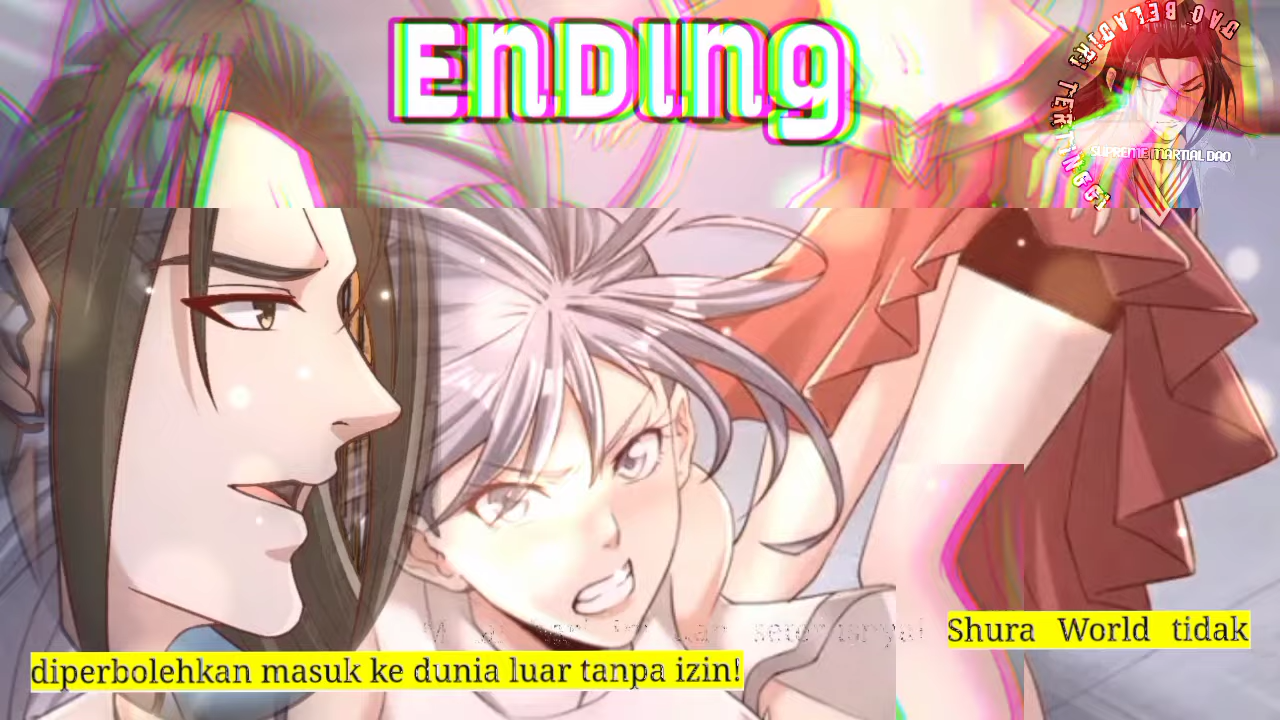 ENDING
DAO BELADIRI TERTINGGI
SUPREME MARTIAL DAO
Shura World tidak
diperbolehkan masuk ke dunia luar tanpa izin!